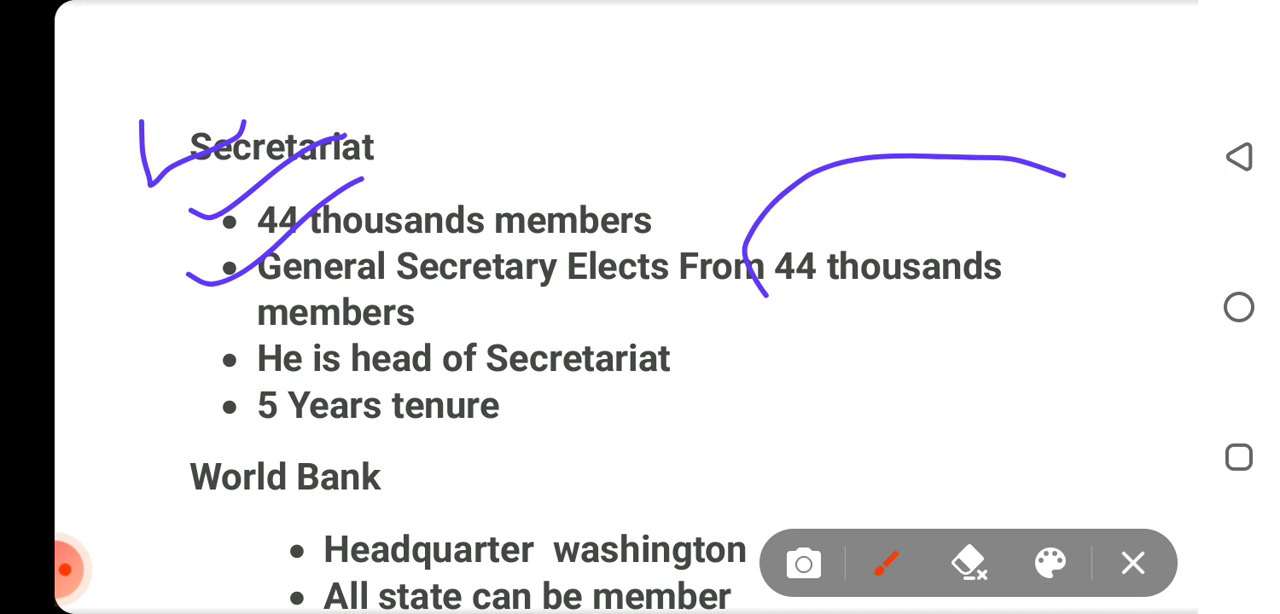 Secretariat
44 thousands members
General Secretary Elects From 44 thousands
members
He is head of Secretariat
5 Years tenure
World Bank
Headquarter washington
All state can be member